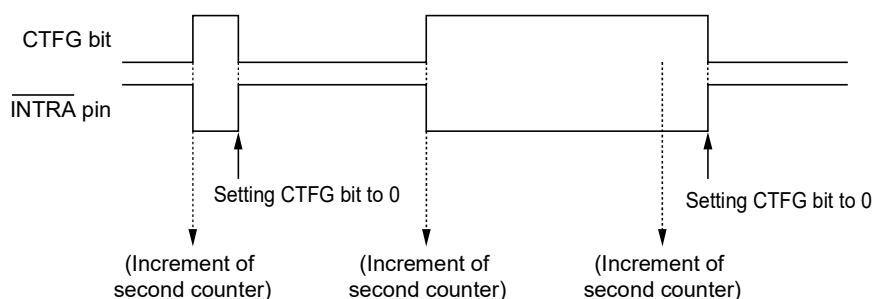 CTFG bit
INTRA pin
Setting CTFG bit to 0
Setting CTFG bit to 0
(Increment of
second counter)
(Increment of
second counter)
(Increment of
second counter)